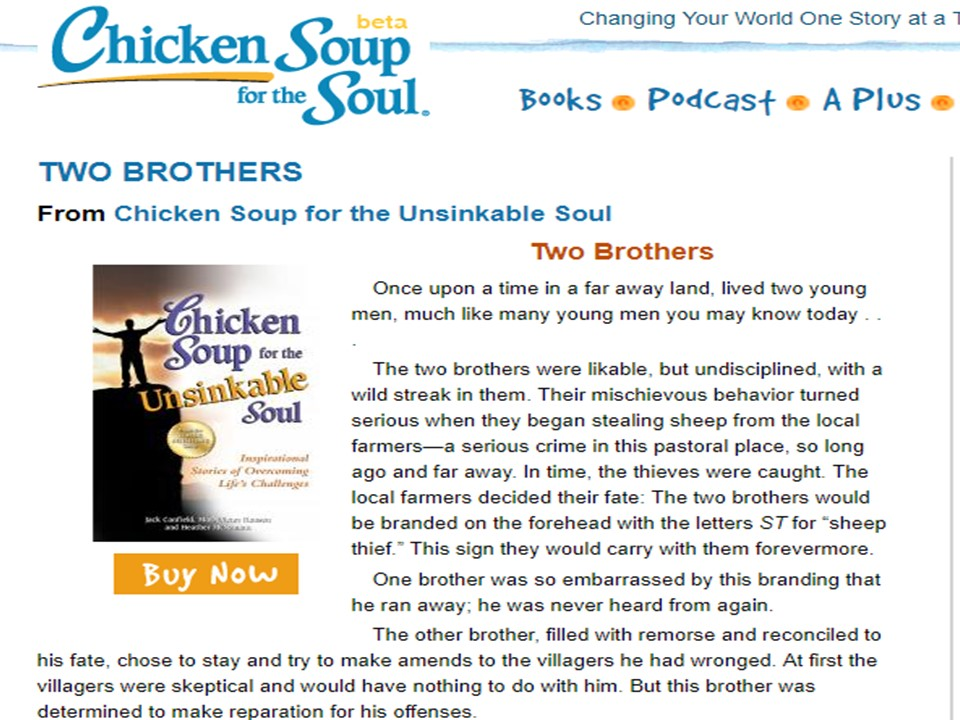 beta
Chicken Soup
for the Soul®
Changing Your World One Story at a T
Books
Podcast
A Plus
TWO BROTHERS
From Chicken Soup for the Unsinkable Soul
Two Brothers
Chicken
Soup for the
Unsinkable
Soul
Inspirational
Stories of Overcoming
Life's Challenges
Jack Canfield, Mark Victor Hansen
and Heather
Buy Now
Once upon a time in a far away land, lived two young
men, much like many young men you may know today . .
.
The two brothers were likable, but undisciplined, with a
wild streak in them. Their mischievous behavior turned
serious when they began stealing sheep from the local
farmers—a serious crime in this pastoral place, so long
ago and far away. In time, the thieves were caught. The
local farmers decided their fate: The two brothers would
be branded on the forehead with the letters ST for “sheep
thief.” This sign they would carry with them forevermore.
One brother was so embarrassed by this branding that
he ran away; he was never heard from again.
The other brother, filled with remorse and reconciled to
his fate, chose to stay and try to make amends to the villagers he had wronged. At first the
villagers were skeptical and would have nothing to do with him. But this brother was
determined to make reparation for his offenses.